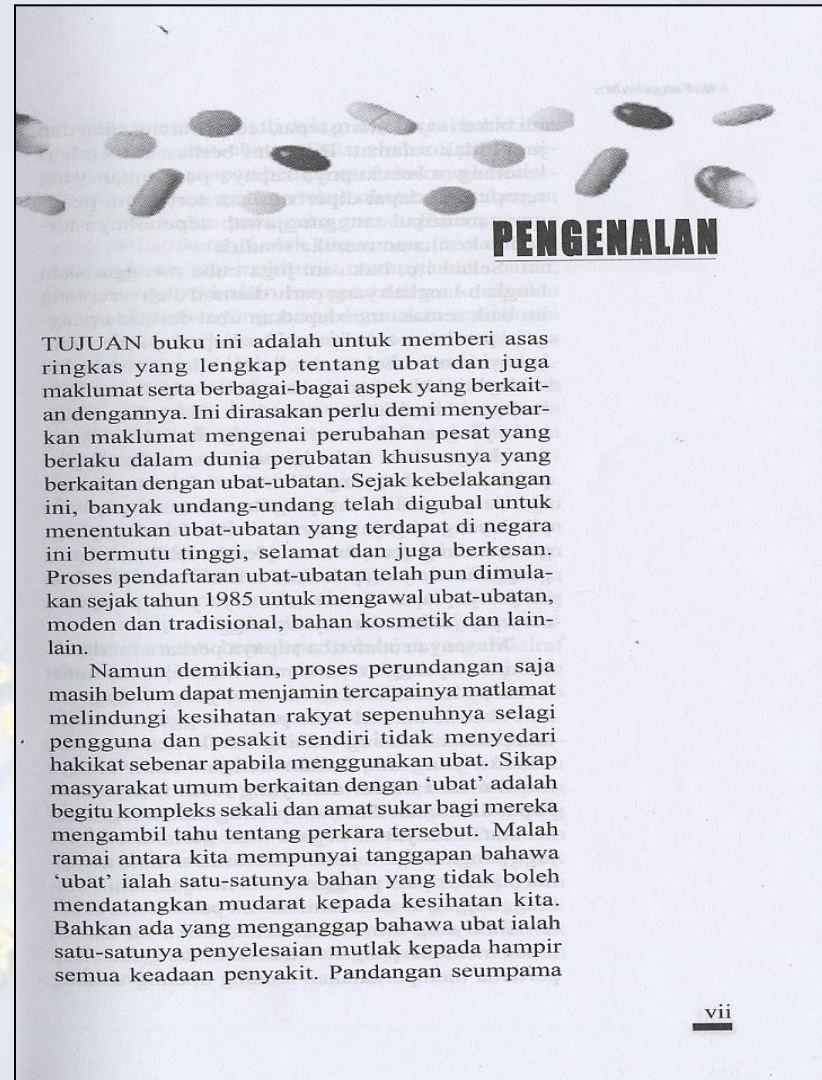 PENGENALAN
TUJUAN buku ini adalah untuk memberi asas
ringkas yang lengkap tentang ubat dan juga
maklumat serta berbagai-bagai aspek yang berkait-
an dengannya. Ini dirasakan perlu demi menyebar-
kan maklumat mengenai perubahan pesat yang
berlaku dalam dunia perubatan khususnya yang
berkaitan dengan ubat-ubatan. Sejak kebelakangan
ini, banyak undang-undang telah digubal untuk
menentukan ubat-ubatan yang terdapat di negara
ini bermutu tinggi, selamat dan juga berkesan.
Proses pendaftaran ubat-ubatan telah pun dimula-
kan sejak tahun 1985 untuk mengawal ubat-ubatan,
moden dan tradisional, bahan kosmetik dan lain-
lain.
Namun demikian, proses perundangan saja
masih belum dapat menjamin tercapainya matlamat
melindungi kesihatan rakyat sepenuhnya selagi
pengguna dan pesakit sendiri tidak menyedari
hakikat sebenar apabila menggunakan ubat. Sikap
masyarakat umum berkaitan dengan ‘ubat’ adalah
begitu kompleks sekali dan amat sukar bagi mereka
mengambil tahu tentang perkara tersebut. Malah
ramai antara kita mempunyai tanggapan bahawa
‘ubat’ ialah satu-satunya bahan yang tidak boleh
mendatangkan mudarat kepada kesihatan kita.
Bahkan ada yang menganggap bahawa ubat ialah
satu-satunya penyelesaian mutlak kepada hampir
semua keadaan penyakit. Pandangan seumpama
vii